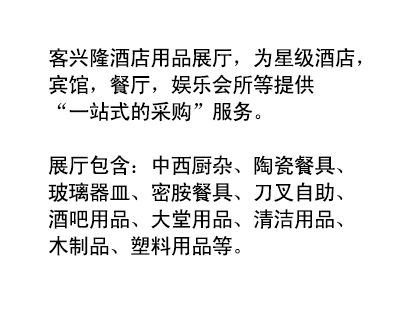 客兴隆酒店用品展厅，为星级酒店，
宾馆，餐厅，娱乐会所等提供
“一站式的采购”服务。
展厅包含：中西厨杂、陶瓷餐具、
玻璃器皿、密胺餐具、刀叉自助、
酒吧用品、大堂用品、清洁用品、
木制品、塑料用品等。